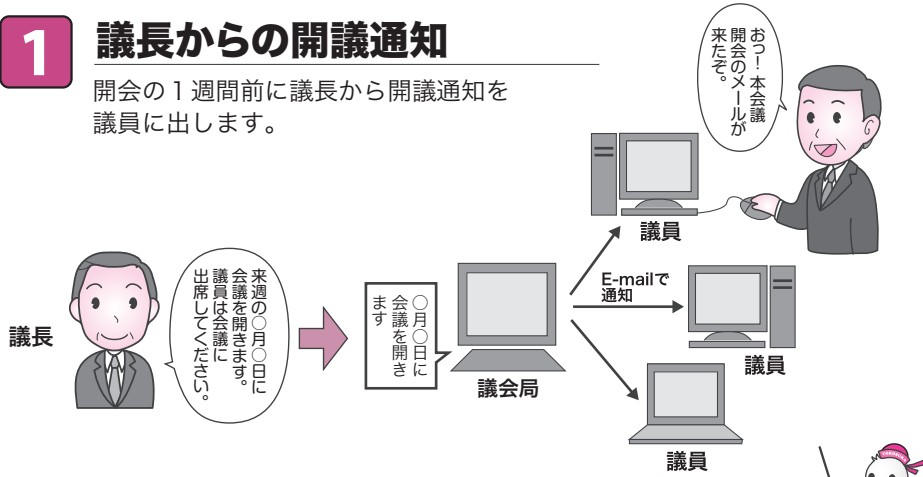 1
議長からの開議通知
開会の1週間前に議長から開議通知を
議員に出します。
おっ！本会議
開会のメールが
来たぞ。
議員
議長
来週の○月○日に
会議を開きます。
議員は会議に
出席してください。
○月○日に
会議を開き
ます
議会局
E-mailで
通知
議員
議員